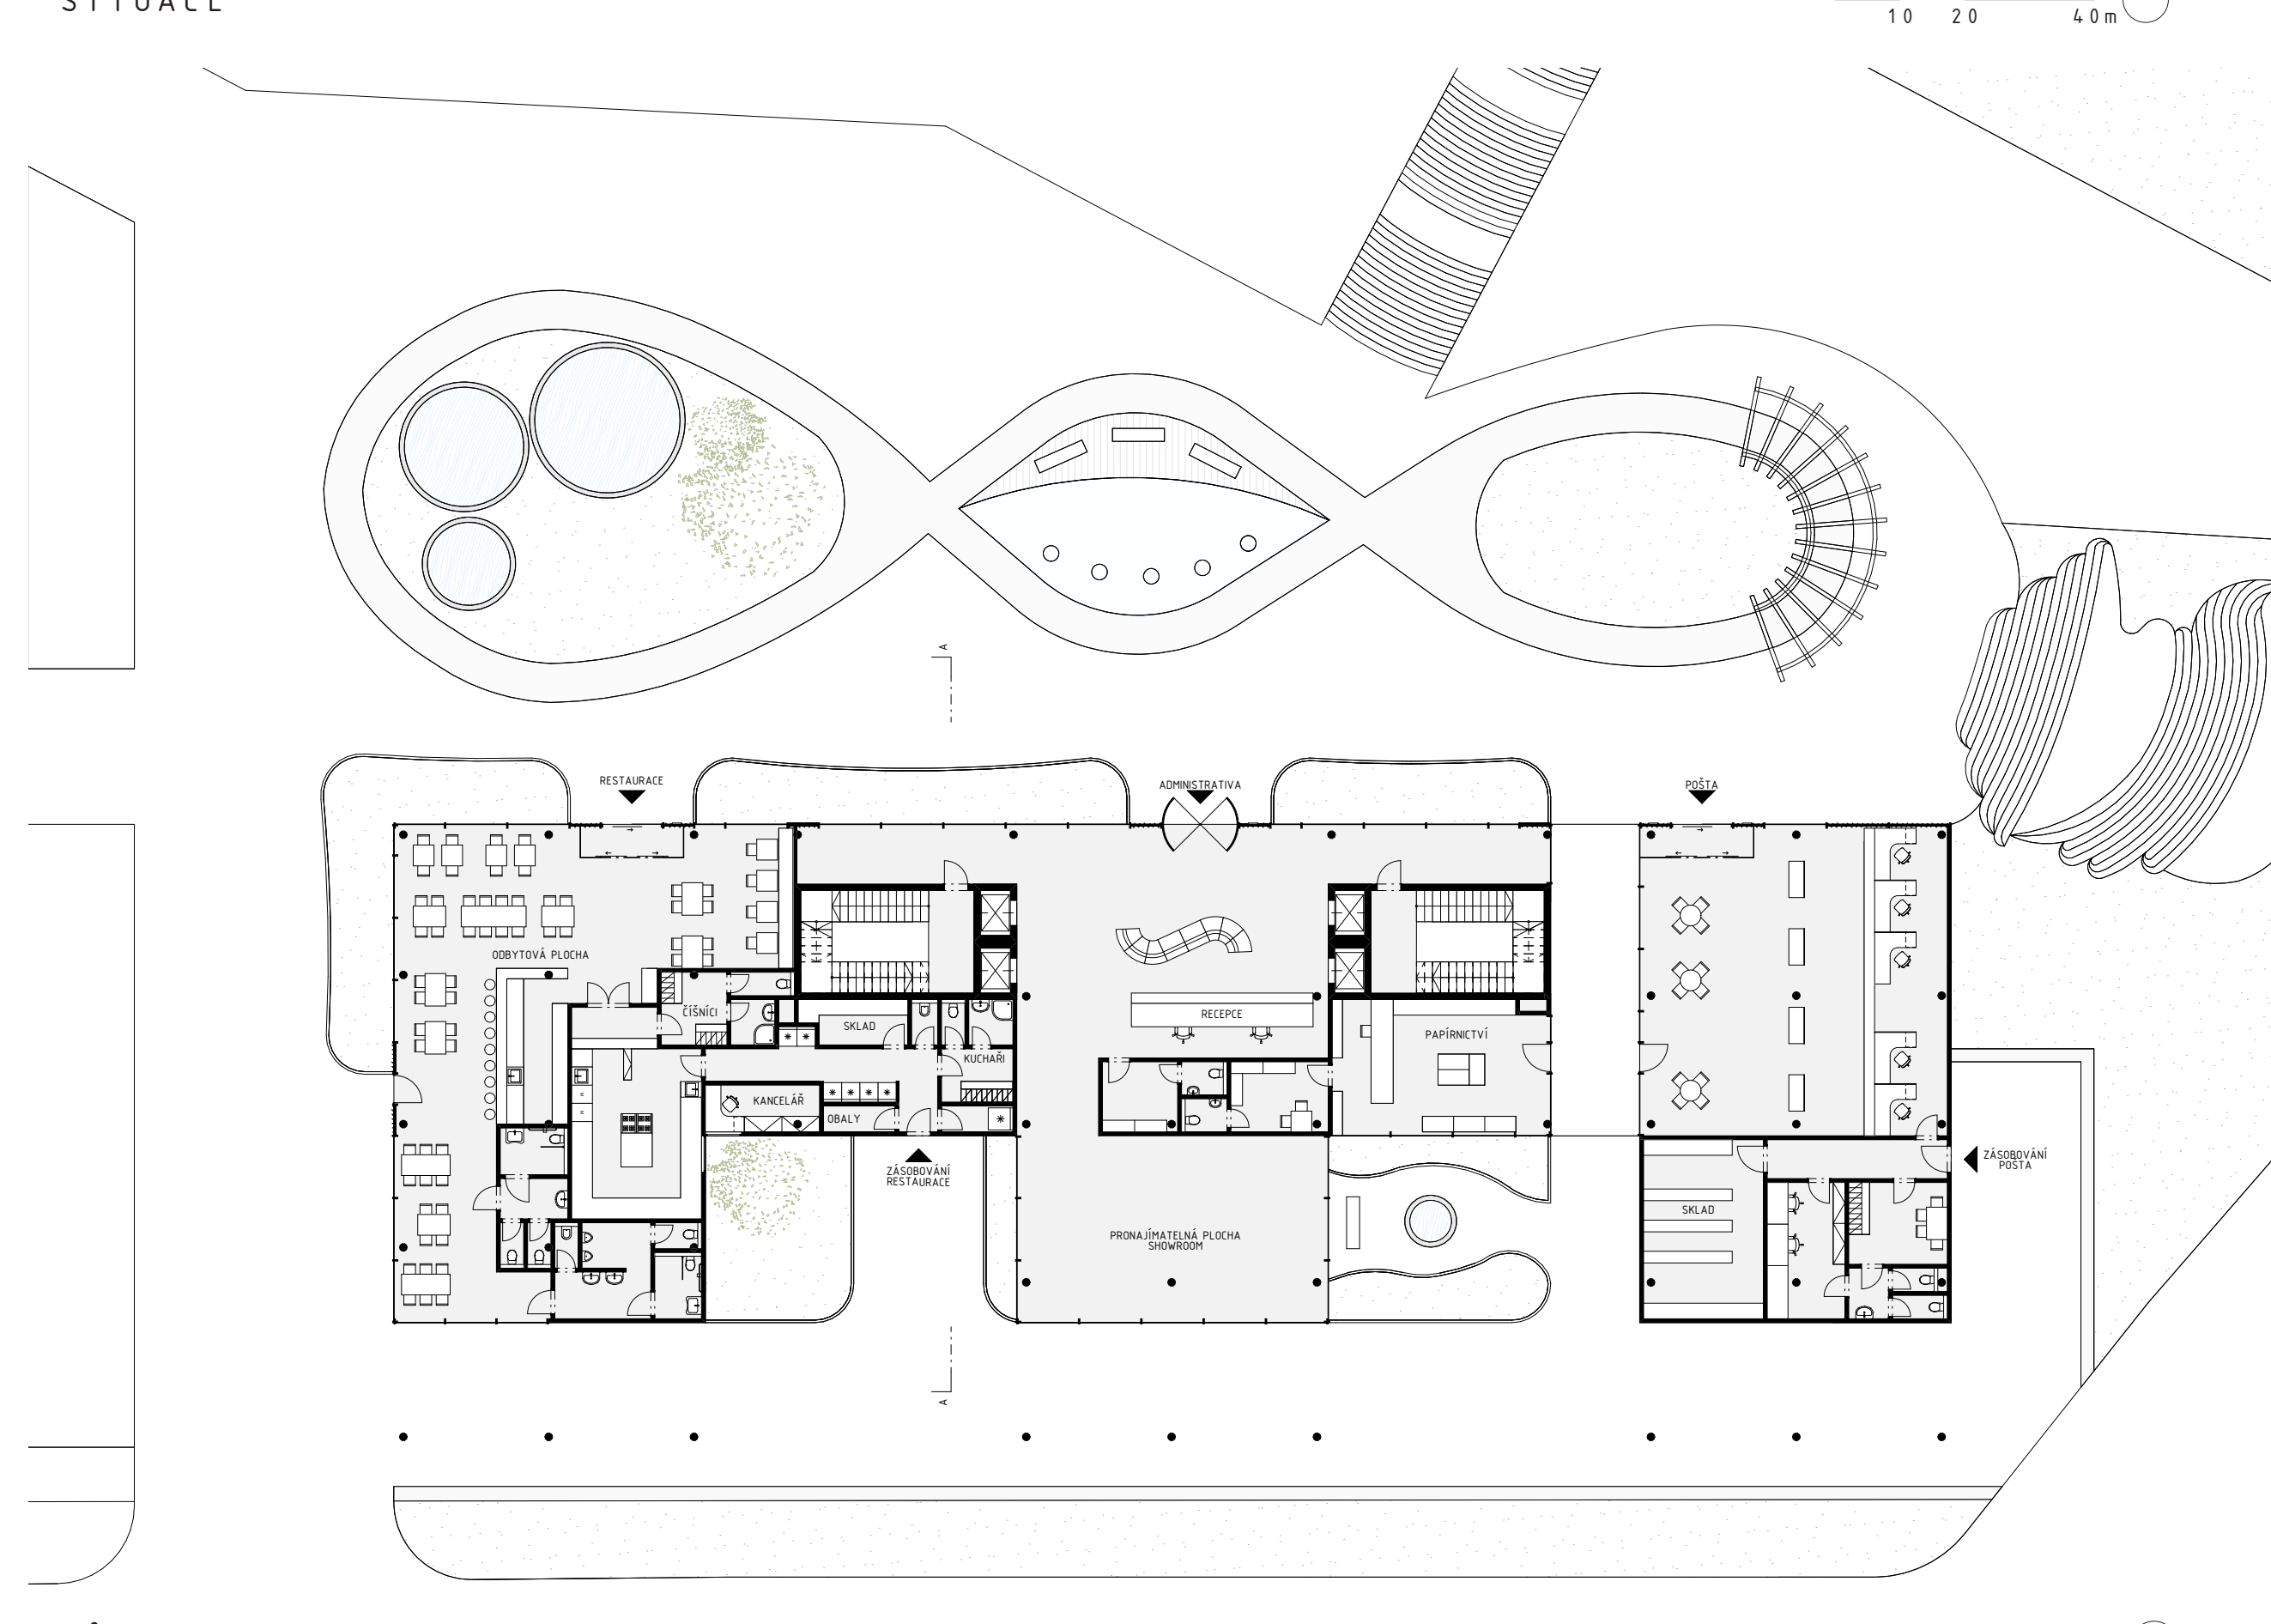 SITUACE
10 20 40m
A
RESTAURACE
ADMINISTRATIVA
POŠTA
ODBYTOVÁ PLOCHA
ČÍŠNÍCI
SKLAD
RECEPCE
PAPÍRNICTVÍ
KUCHAŘI
KANCELÁŘ
OBALY
ZÁSOBOVÁNÍ
RESTAURACE
ZÁSOBOVÁNÍ
POŠTA
SKLAD
PRONAJÍMATELNÁ PLOCHA
SHOWROOM
A